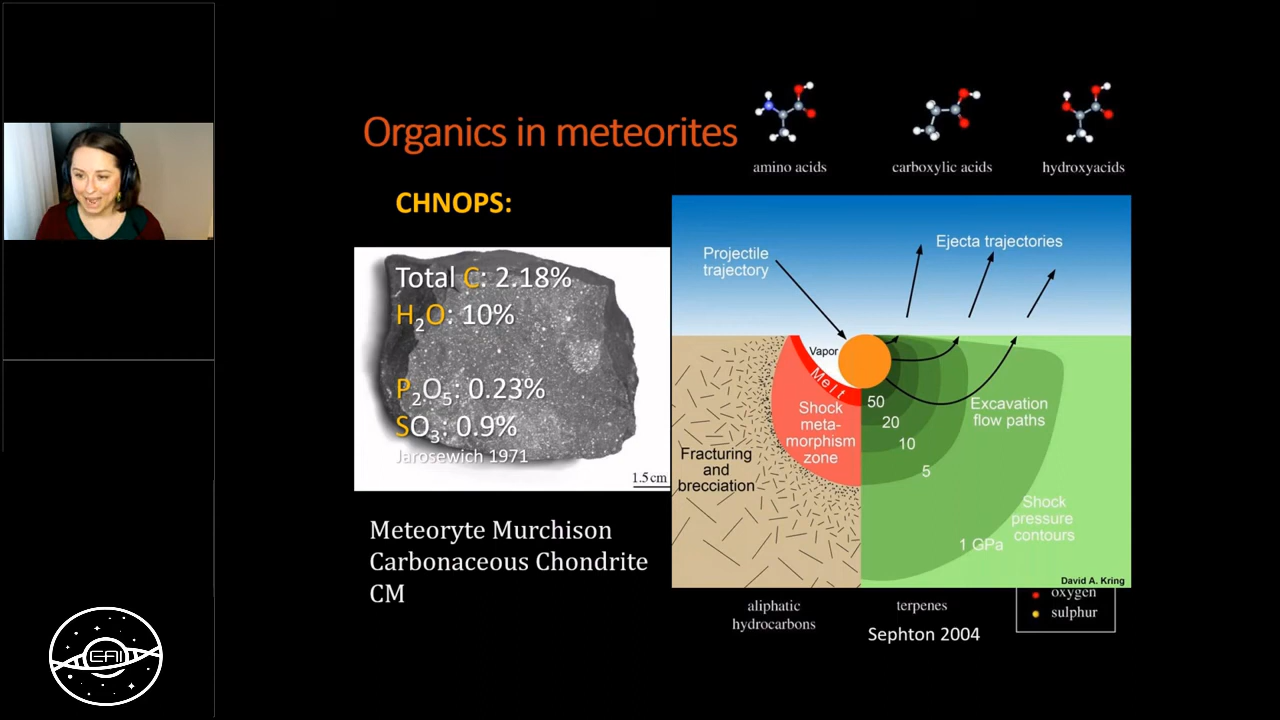 Organics in meteorites
amino acids
carboxylic acids
hydroxyacids
CHNOPS:
Total C: 2.18%
H₂O: 10%
P₂O₅: 0.23%
SO₃: 0.9%
Jarosewich 1971
1.5cm
Projectile
trajectory
Ejecta trajectories
Vapor
Melt
Shock
meta-
morphism
zone
Fracturing
and
brecciation
50
20
10
5
1 GPa
Excavation
flow paths
Shock
pressure
contours
David A. Kring
Meteoryte Murchison
Carbonaceous Chondrite
CM
aliphatic
hydrocarbons
terpenes
oxygen
sulphur
Sephton 2004
EAI